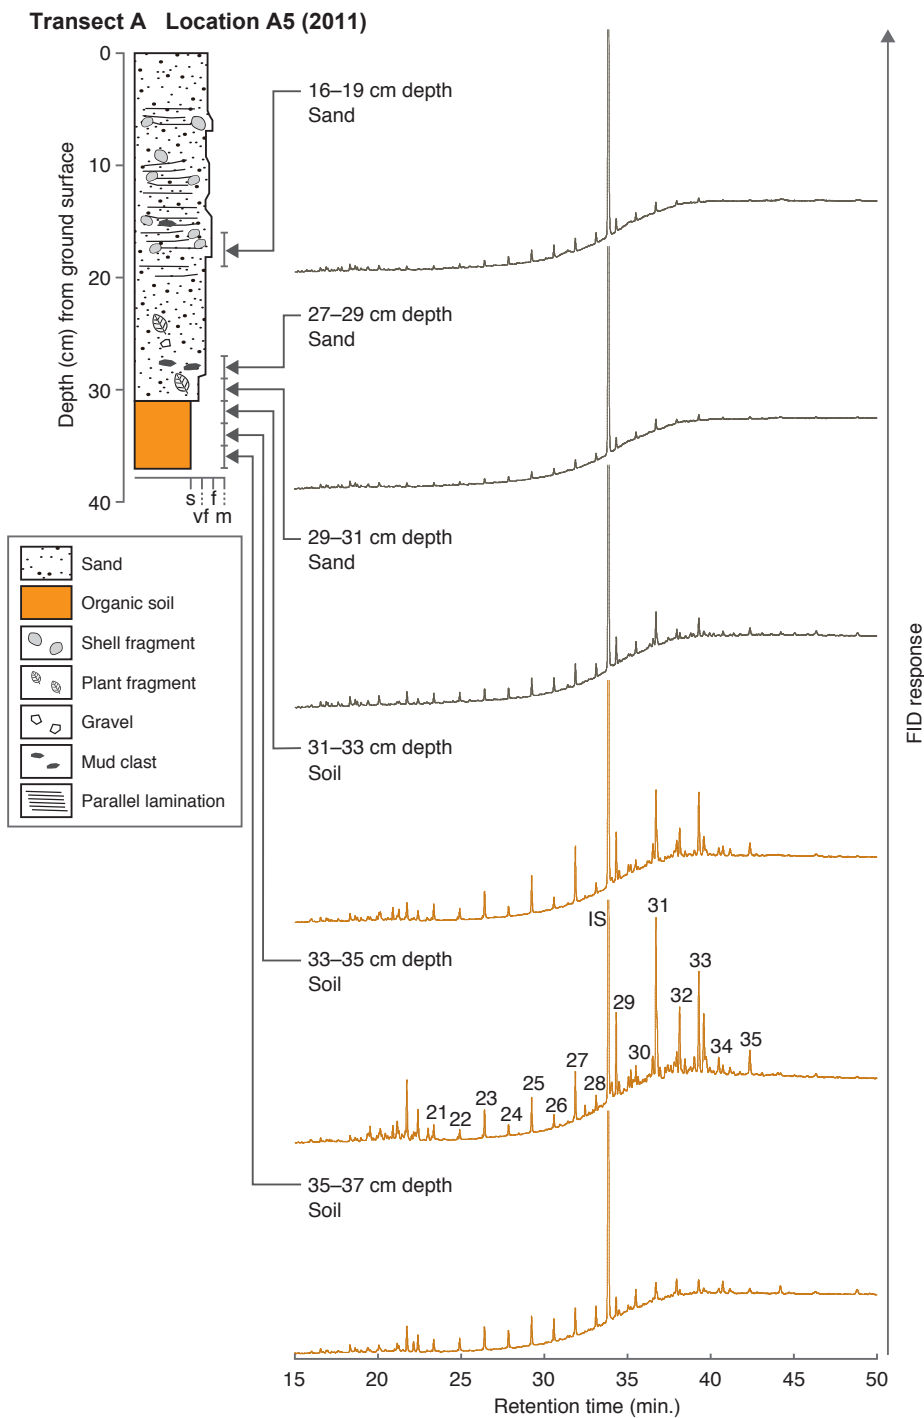 Transect A Location A5 (2011)
0
10
20
30
40
Depth (cm) from ground surface
s f
vf m
Sand
Organic soil
Shell fragment
Plant fragment
Gravel
Mud clast
Parallel lamination
16–19 cm depth
Sand
27–29 cm depth
Sand
29–31 cm depth
Sand
31–33 cm depth
Soil
33–35 cm depth
Soil
35–37 cm depth
Soil
IS
21
22
23
24
25
26
27
28
29
30
31
32
33
34
35
15 20 25 30 35 40 45 50
Retention time (min.)
FID response